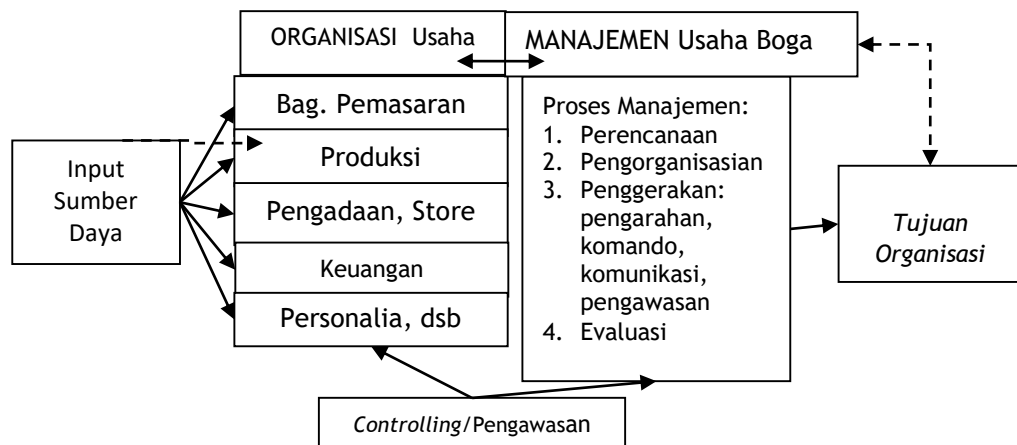 ORGANISASI Usaha
MANAJEMEN Usaha Boga
Input
Sumber
Daya
Bag. Pemasaran
Produksi
Pengadaan, Store
Keuangan
Personalia, dsb
Proses Manajemen:
1. Perencanaan
2. Pengorganisasian
3. Penggerakan:
pengarahan,
komando,
komunikasi,
pengawasan
4. Evaluasi
Tujuan
Organisasi
Controlling/Pengawasan